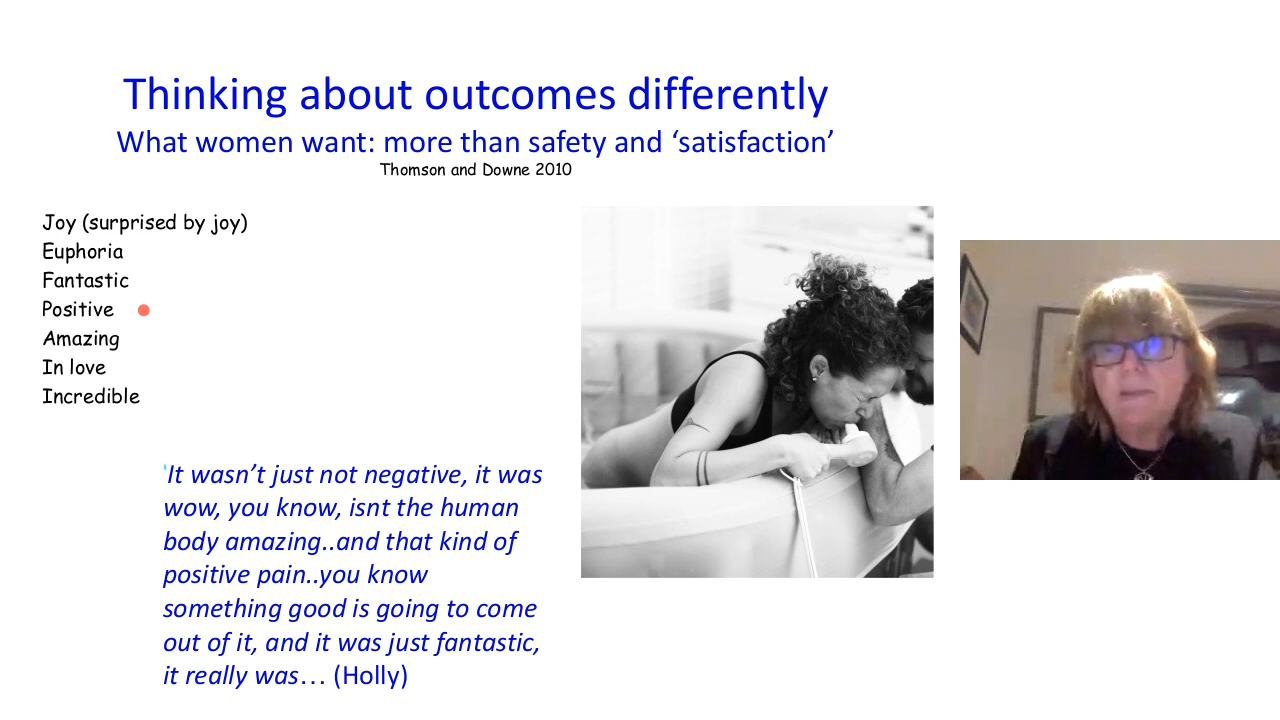 Thinking about outcomes differently
What women want: more than safety and ‘satisfaction’
Thomson and Downe 2010
Joy (surprised by joy)
Euphoria
Fantastic
Positive
Amazing
In love
Incredible
‘It wasn’t just not negative, it was
wow, you know, isnt the human
body amazing..and that kind of
positive pain..you know
something good is going to come
out of it, and it was just fantastic,
it really was… (Holly)